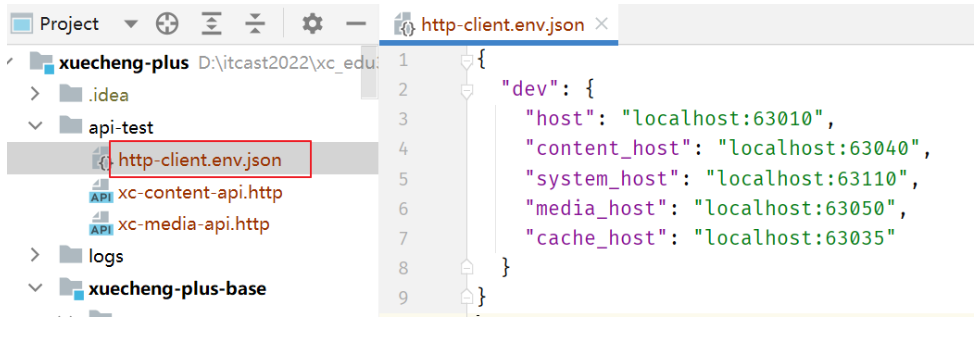 Project
xuecheng-plus D:\itcast2022\xc_edu
.idea
api-test
http-client.env.json
API xc-content-api.http
API xc-media-api.http
logs
xuecheng-plus-base
http-client.env.json
1 {
2 "dev": {
3 "host": "localhost:63010",
4 "content_host": "localhost:63040",
5 "system_host": "localhost:63110",
6 "media_host": "localhost:63050",
7 "cache_host": "localhost:63035"
8 }
9 }